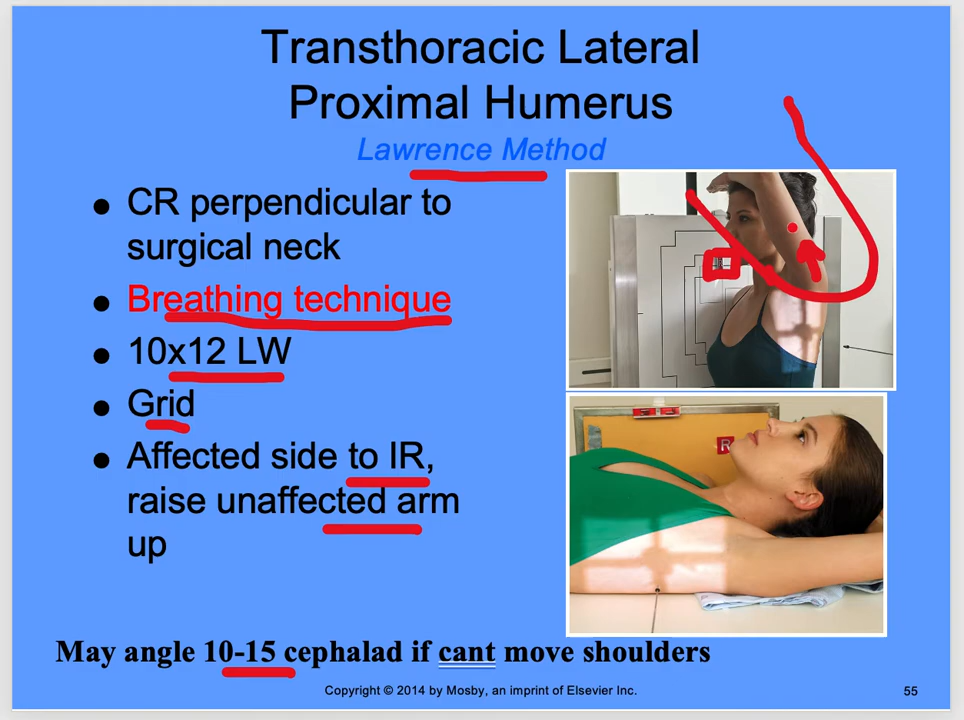 Transthoracic Lateral
Proximal Humerus
Lawrence Method
CR perpendicular to
surgical neck
Breathing technique
10x12 LW
Grid
Affected side to IR,
raise unaffected arm
up
R
May angle 10-15 cephalad if cant move shoulders
Copyright © 2014 by Mosby, an imprint of Elsevier Inc.
55